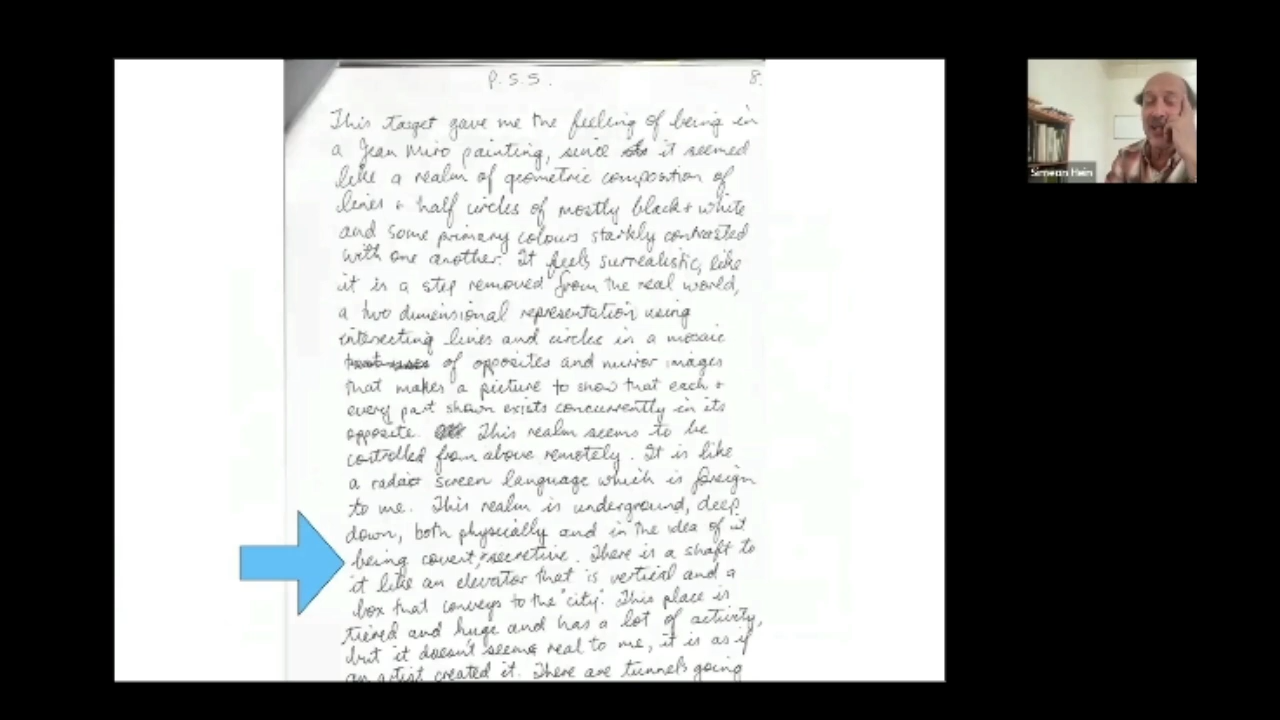 P.S.S. 8.
This target gave me the feeling of being in
a Jean Miro painting, since it seemed
like a realm of geometric composition of
lines + half circles of mostly black + white
and some primary colours starkly contrasted
with one another. It feels surrealistic, like
it is a step removed from the real world,
a two dimensional representation using
intersecting lines and circles in a mosaic
of opposites and mirror images
that makes a picture to show that each +
every part shown exists concurrently in its
opposite. This realm seems to be
controlled from above remotely. It is like
a radar screen language which is foreign
to me. This realm is underground, deep
down, both physically and in the idea of it
being covert, secretive. There is a shaft to
it like an elevator that is vertical and a
box that conveys to the "city". This place is
tiered and huge and has a lot of activity,
but it doesn't seem real to me, it is as if
an artist created it. There are tunnels going
Simeon Hein